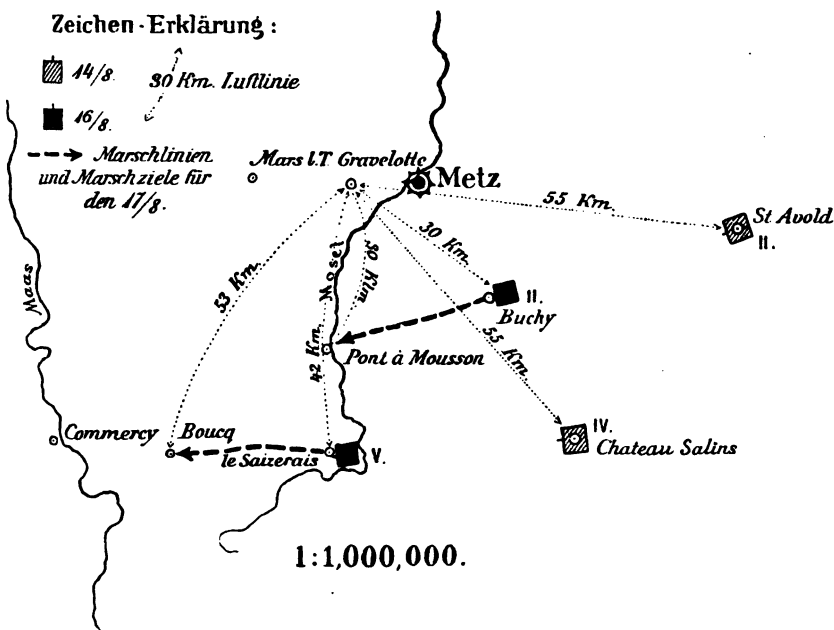 Zeichen-Erklärung:
14/8.
30 Km. Luftlinie
16/8.
Marschlinien
und Marschziele für
den 17/8.
Mars l.T Gravelotte
Metz
55 Km.
St Avold
II.
30 Km.
53 Km.
Mosel
30 Klm
Maas
II.
Buchy
55 Km.
42 Km.
Pont à Mousson
Commercy
Boucq
le Saizerais
V.
IV.
Chateau Salins
1:1,000,000.